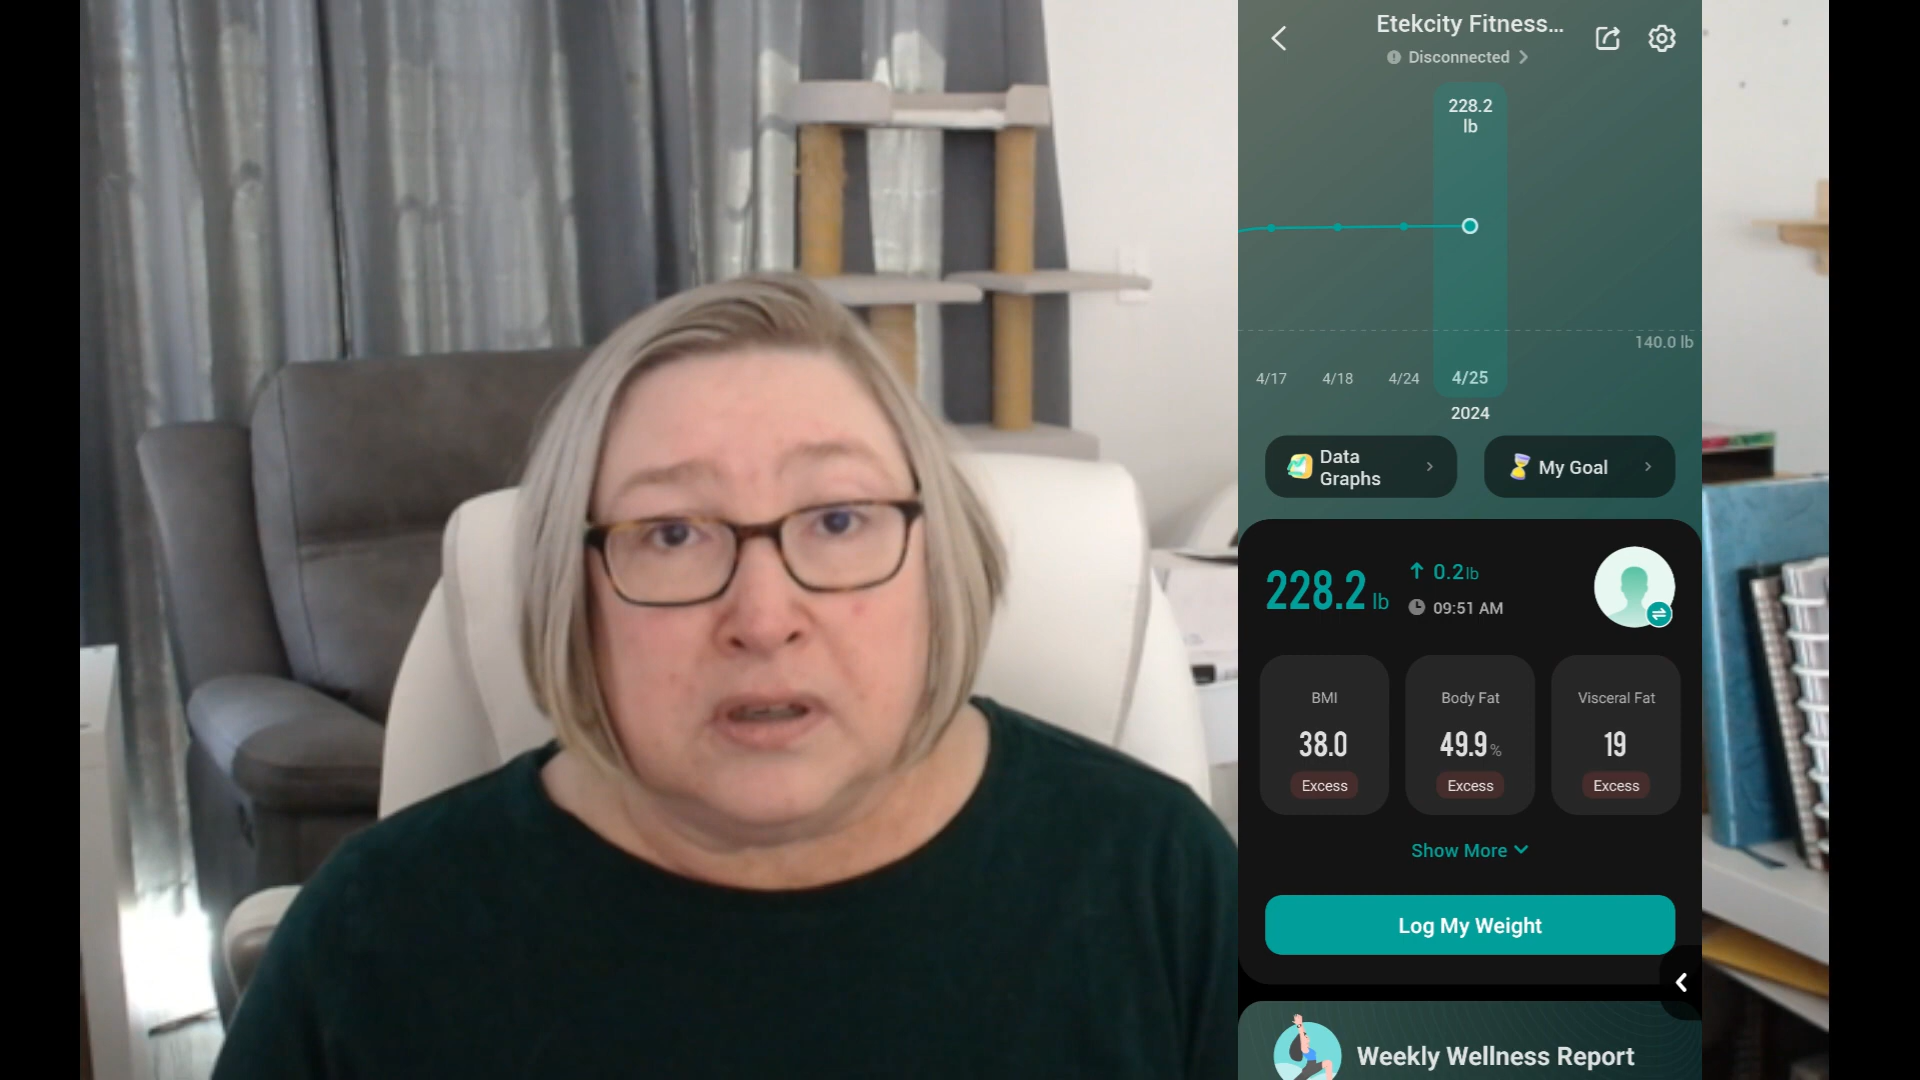 Etekcity Fitness...
Disconnected
228.2
lb
140.0 lb
4/17
4/18
4/24
4/25
2024
Data
Graphs
My Goal
228.2 lb
0.2 lb
09:51 AM
BMI
Body Fat
Visceral Fat
38.0
49.9 %
19
Excess
Excess
Excess
Show More
Log My Weight
Weekly Wellness Report